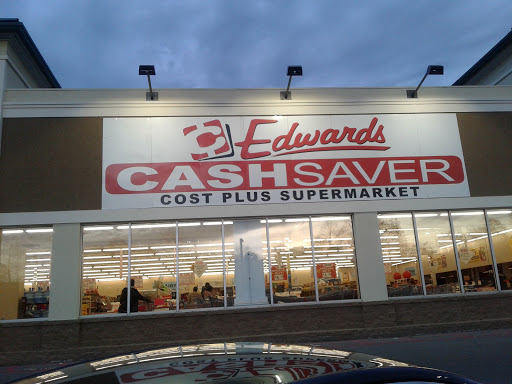 Edwards
CASH SAVER
COST PLUS SUPERMARKET